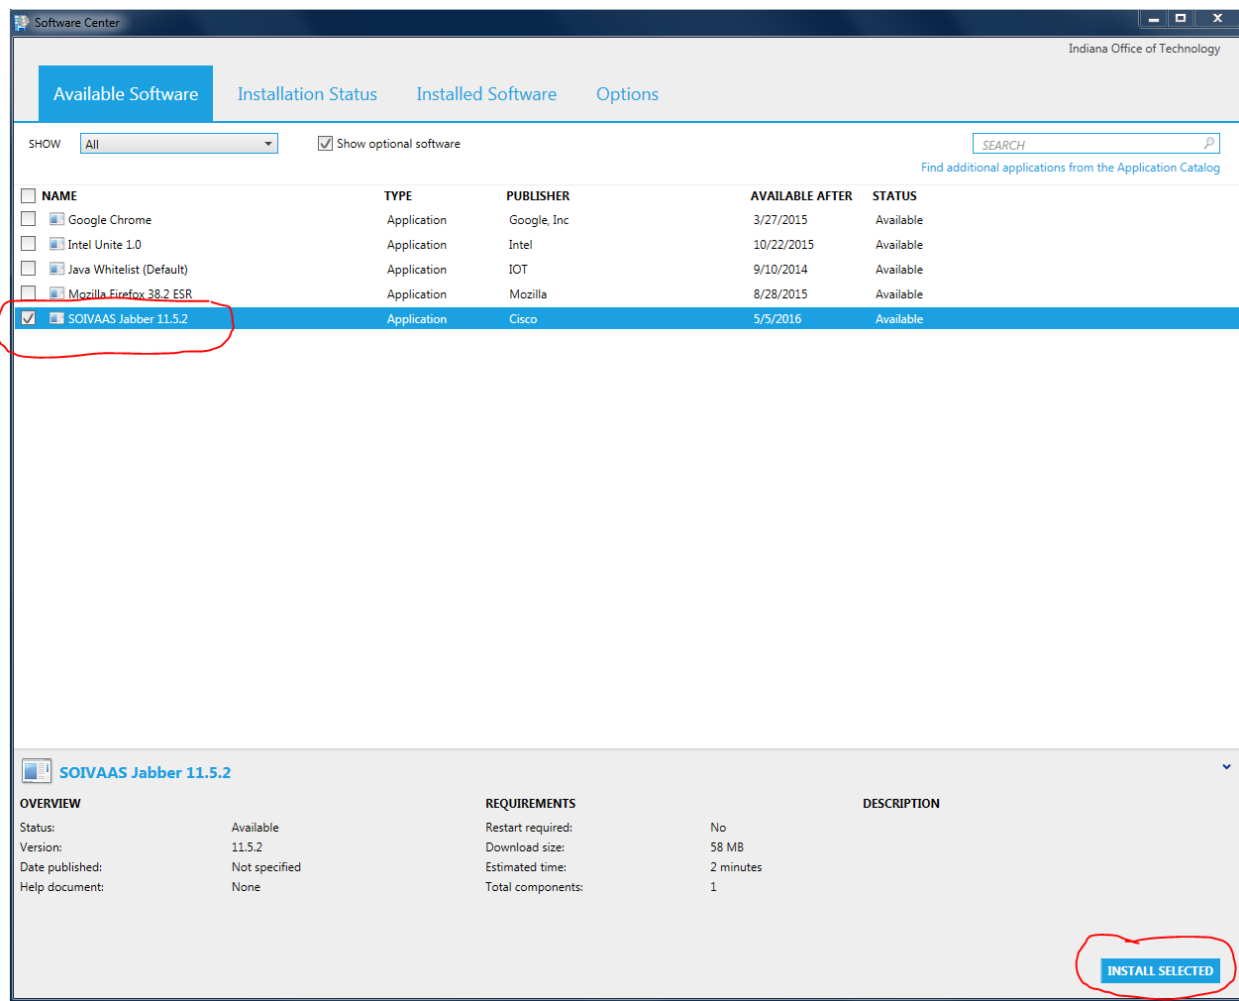 Software Center
Indiana Office of Technology
Available Software Installation Status Installed Software Options
SHOW All Show optional software SEARCH
Find additional applications from the Application Catalog
NAME TYPE PUBLISHER AVAILABLE AFTER STATUS
Google Chrome Application Google, Inc 3/27/2015 Available
Intel Unite 1.0 Application Intel 10/22/2015 Available
Java Whitelist (Default) Application IOT 9/10/2014 Available
Mozilla Firefox 38.2 ESR Application Mozilla 8/28/2015 Available
SOIVAAS Jabber 11.5.2 Application Cisco 5/5/2016 Available
SOIVAAS Jabber 11.5.2
OVERVIEW REQUIREMENTS DESCRIPTION
Status: Available Restart required: No
Version: 11.5.2 Download size: 58 MB
Date published: Not specified Estimated time: 2 minutes
Help document: None Total components: 1
INSTALL SELECTED